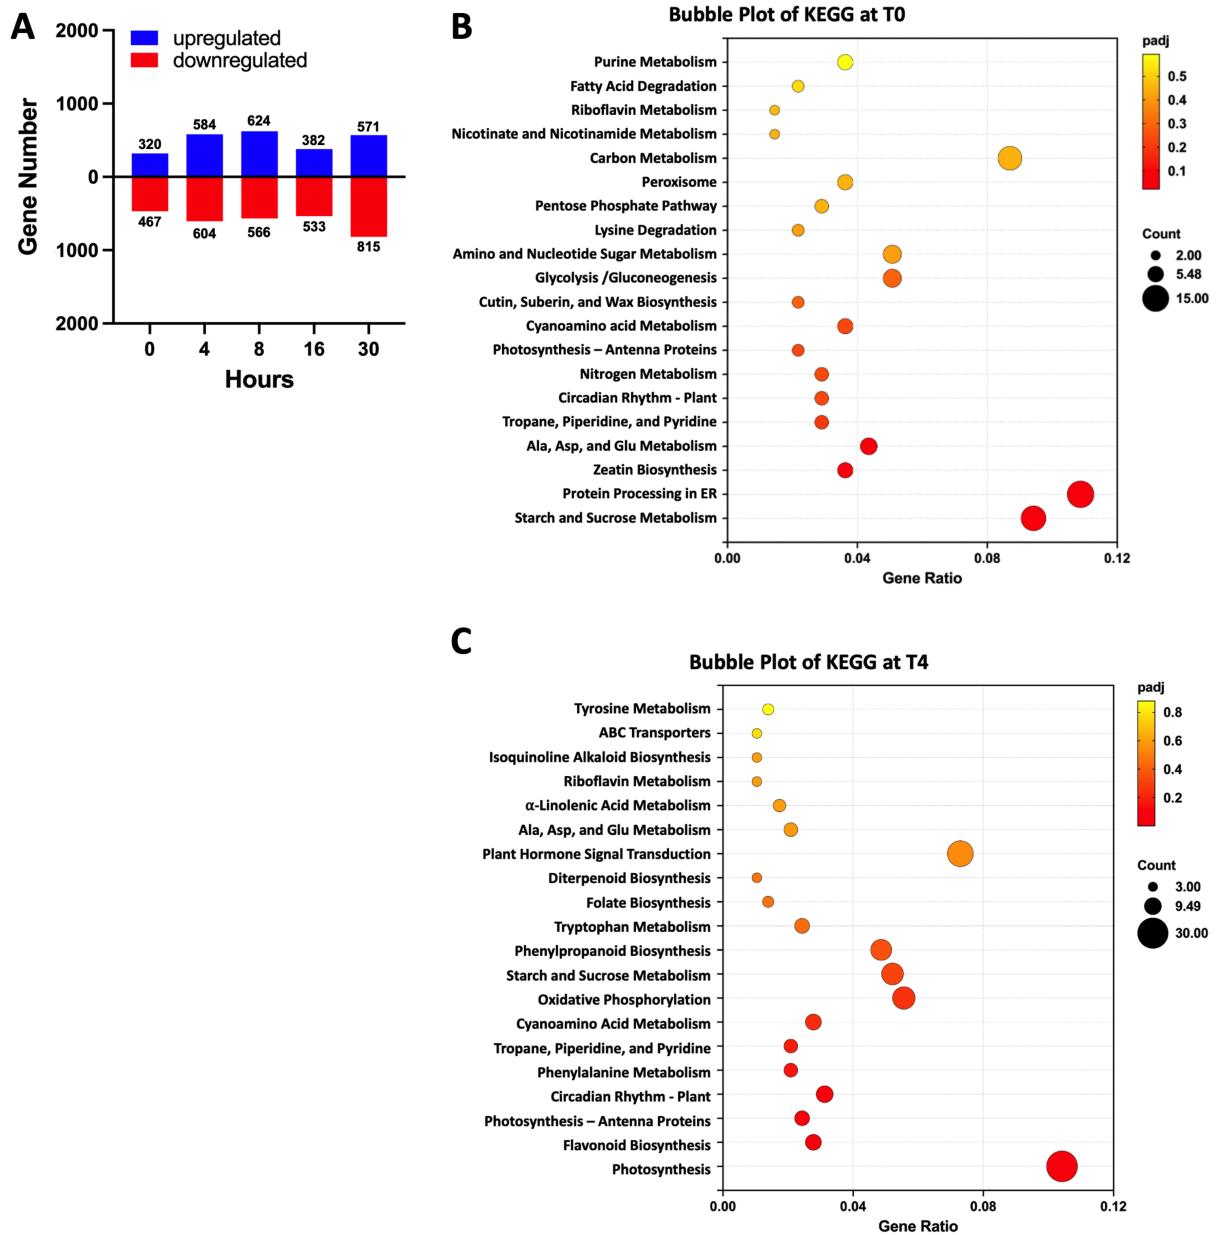 A
2000
1000
0
1000
2000
Gene Number
upregulated
downregulated
320
584
624
382
571
467
604
566
533
815
0 4 8 16 30
Hours
B
Bubble Plot of KEGG at T0
Purine Metabolism
Fatty Acid Degradation
Riboflavin Metabolism
Nicotinate and Nicotinamide Metabolism
Carbon Metabolism
Peroxisome
Pentose Phosphate Pathway
Lysine Degradation
Amino and Nucleotide Sugar Metabolism
Glycolysis /Gluconeogenesis
Cutin, Suberin, and Wax Biosynthesis
Cyanoamino acid Metabolism
Photosynthesis – Antenna Proteins
Nitrogen Metabolism
Circadian Rhythm - Plant
Tropane, Piperidine, and Pyridine
Ala, Asp, and Glu Metabolism
Zeatin Biosynthesis
Protein Processing in ER
Starch and Sucrose Metabolism
0.00 0.04 0.08 0.12
Gene Ratio
padj
0.5
0.4
0.3
0.2
0.1
Count
2.00
5.48
15.00
C
Bubble Plot of KEGG at T4
Tyrosine Metabolism
ABC Transporters
Isoquinoline Alkaloid Biosynthesis
Riboflavin Metabolism
α-Linolenic Acid Metabolism
Ala, Asp, and Glu Metabolism
Plant Hormone Signal Transduction
Diterpenoid Biosynthesis
Folate Biosynthesis
Tryptophan Metabolism
Phenylpropanoid Biosynthesis
Starch and Sucrose Metabolism
Oxidative Phosphorylation
Cyanoamino Acid Metabolism
Tropane, Piperidine, and Pyridine
Phenylalanine Metabolism
Circadian Rhythm - Plant
Photosynthesis – Antenna Proteins
Flavonoid Biosynthesis
Photosynthesis
0.00 0.04 0.08 0.12
Gene Ratio
padj
0.8
0.6
0.4
0.2
Count
3.00
9.49
30.00